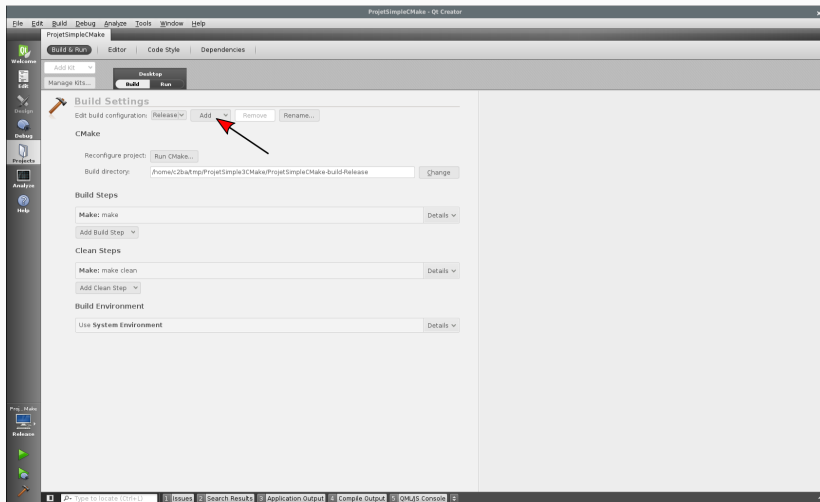 ProjetSimpleCMake - Qt Creator
File Edit Build Debug Analyze Tools Window Help
ProjetSimpleCMake
Build & Run Editor Code Style Dependencies
Welcome
Edit
Design
Debug
Projects
Analyze
Help
Add Kit
Manage Kits...
Desktop
Build Run
Build Settings
Edit build configuration: Release Add Remove Rename...
CMake
Reconfigure project: Run CMake...
Build directory: /home/c2ba/tmp/ProjetSimple3CMake/ProjetSimpleCMake-build-Release Change
Build Steps
Make: make Details
Add Build Step
Clean Steps
Make: make clean Details
Add Clean Step
Build Environment
Use System Environment Details
Proj...Make
Release
Type to locate (Ctrl+L) 1 Issues 2 Search Results 3 Application Output 4 Compile Output 5 QML/JS Console